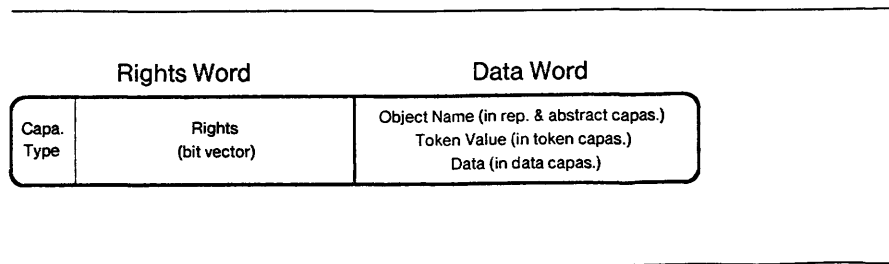 Rights Word
Data Word
Capa.
Type
Rights
(bit vector)
Object Name (in rep. & abstract capas.)
Token Value (in token capas.)
Data (in data capas.)